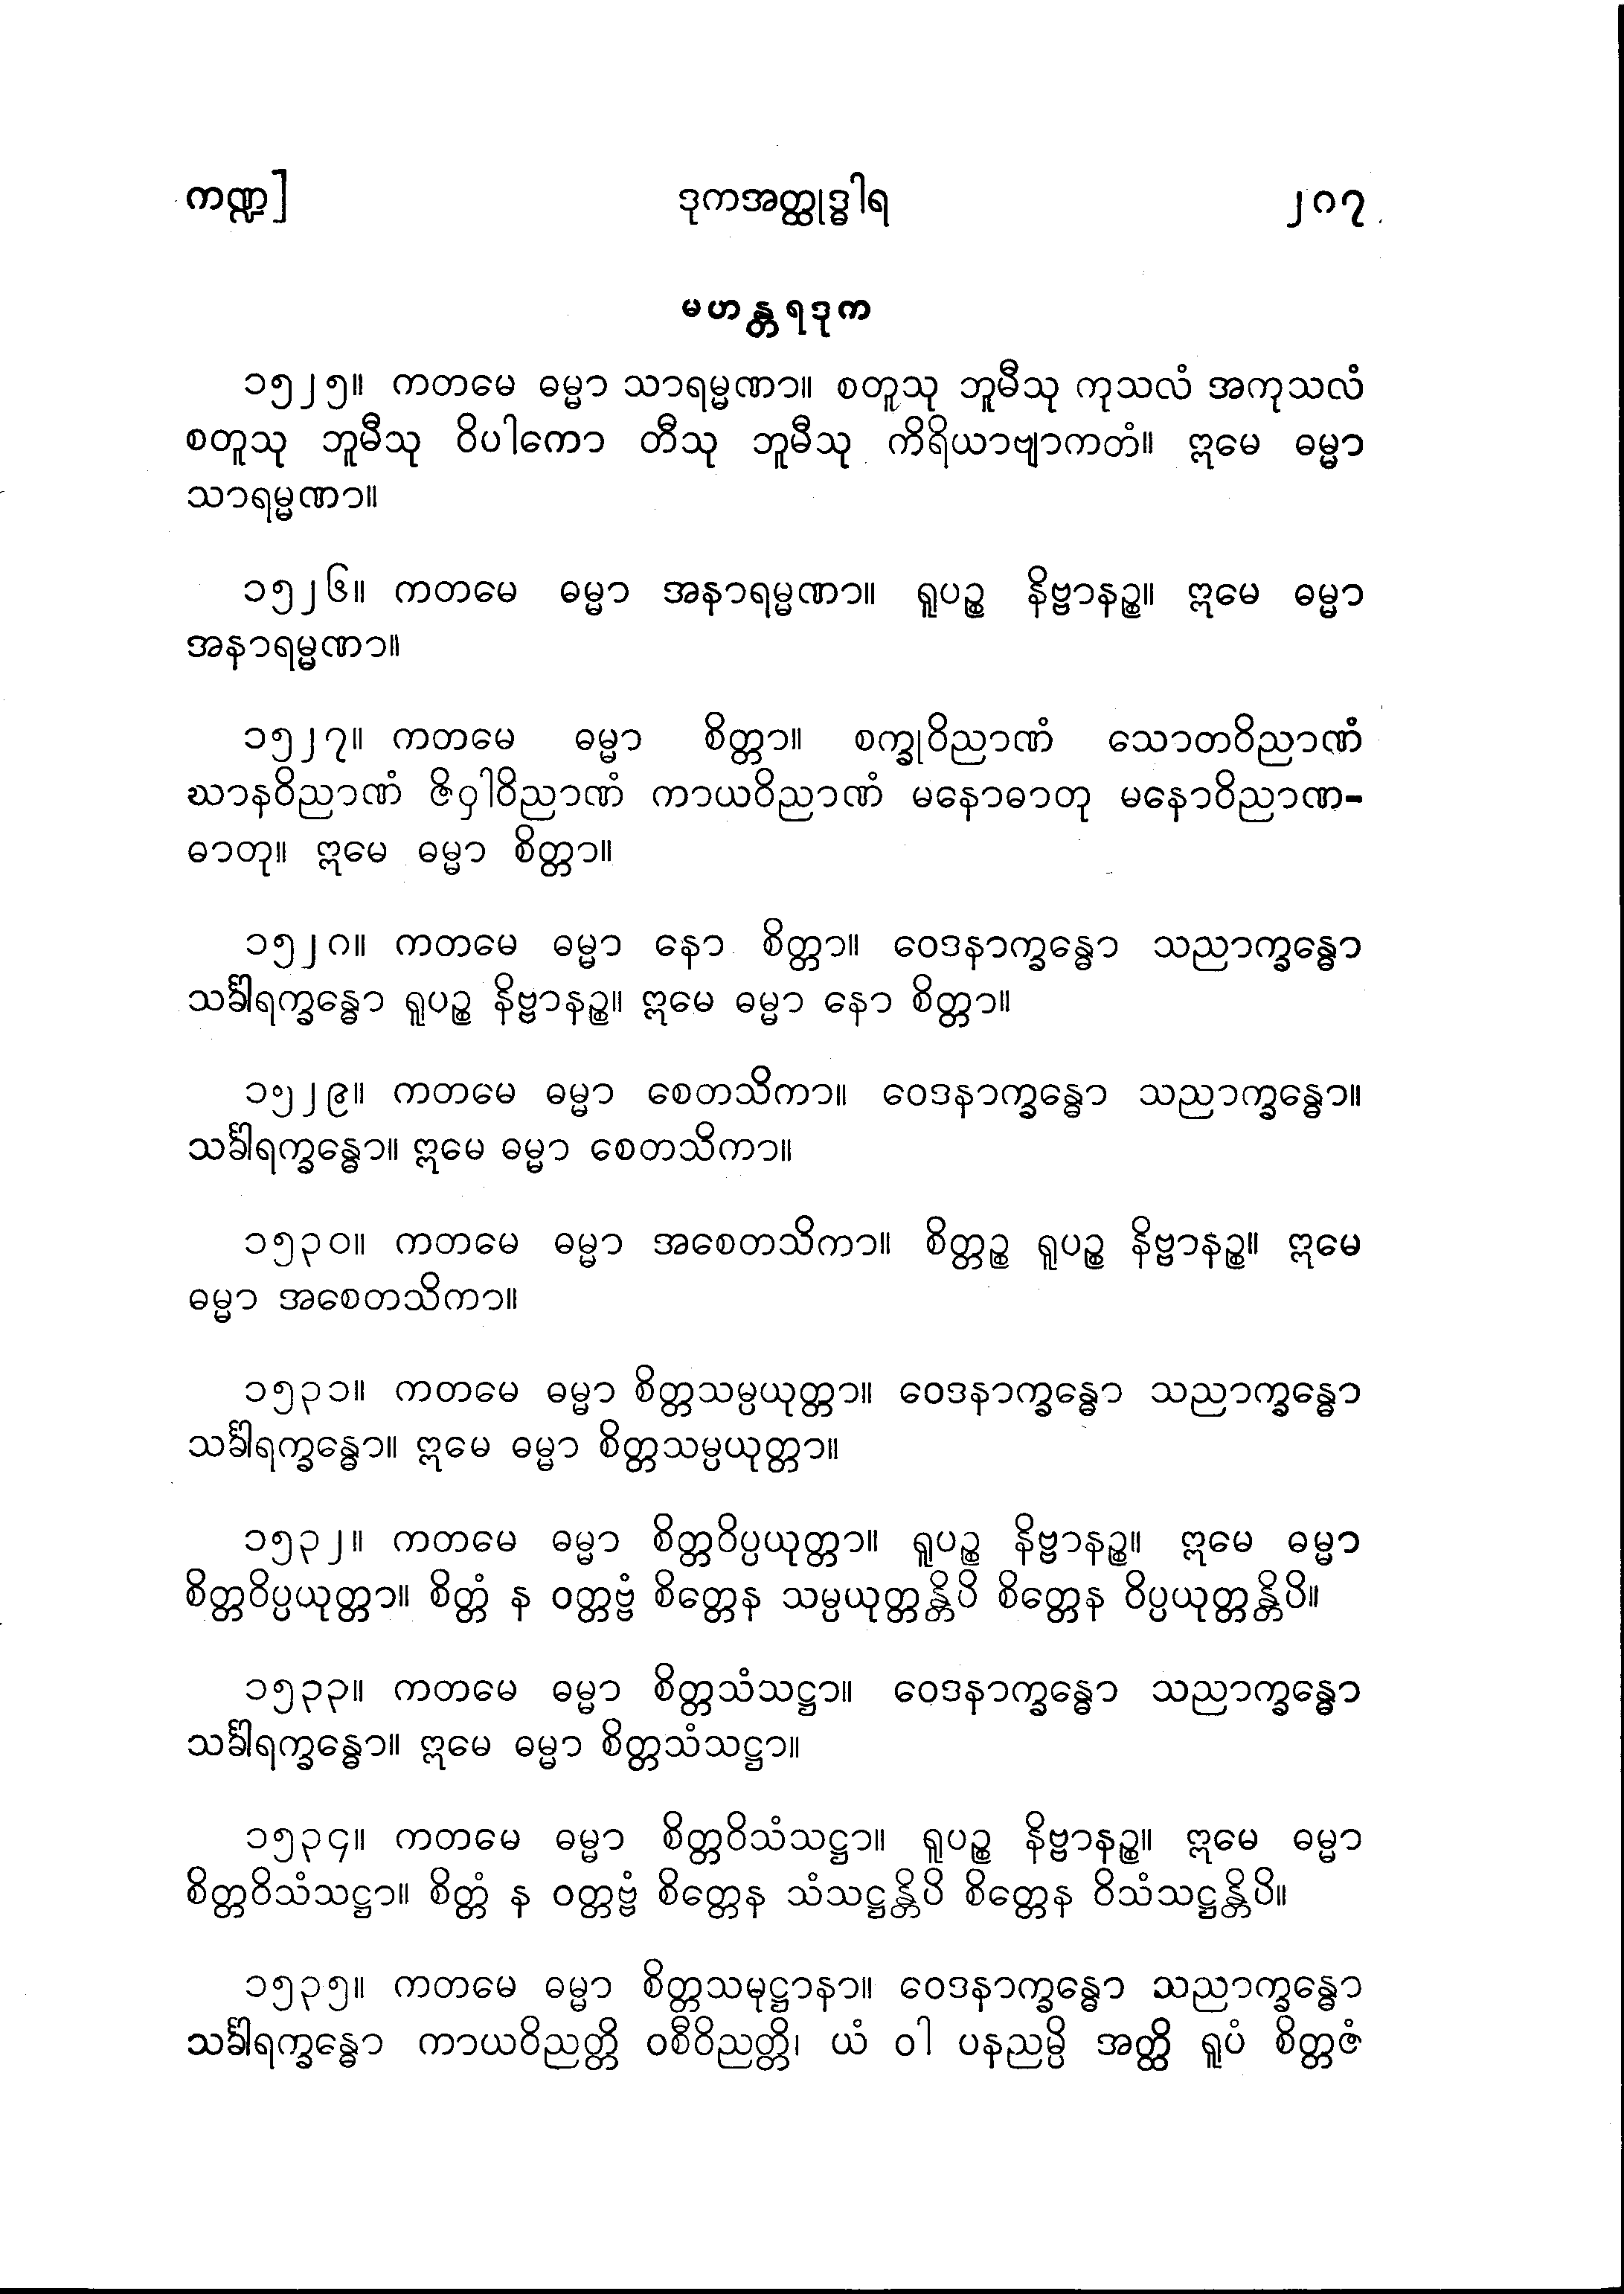 ကဏ္ဍ] ဒုကအတ္ထုဒ္ဓါရ ၂၈၇
မဟန္တရဒုက
၁၅၂၅။ ကတမေ ဓမ္မာ သာရမ္မဏာ။ စတူသု ဘူမီသု ကုသလံ အကုသလံ
စတူသု ဘူမီသု ဝိပါကော တီသု ဘူမီသု ကိရိယာဗျာကတံ။ ဣမေ ဓမ္မာ
သာရမ္မဏာ။
၁၅၂၆။ ကတမေ ဓမ္မာ အနာရမ္မဏာ။ ရူပဉ္စ နိဗ္ဗာနဉ္စ။ ဣမေ ဓမ္မာ
အနာရမ္မဏာ။
၁၅၂၇။ ကတမေ ဓမ္မာ စိတ္တာ။ စက္ခုဝိညာဏံ သောတဝိညာဏံ
ဃာနဝိညာဏံ ဇိဝှါဝိညာဏံ ကာယဝိညာဏံ မနောဓာတု မနောဝိညာဏ-
ဓာတု။ ဣမေ ဓမ္မာ စိတ္တာ။
၁၅၂၈။ ကတမေ ဓမ္မာ နော စိတ္တာ။ ဝေဒနာက္ခန္ဓော သညာက္ခန္ဓော
သင်္ခါရက္ခန္ဓော ရူပဉ္စ နိဗ္ဗာနဉ္စ။ ဣမေ ဓမ္မာ နော စိတ္တာ။
၁၅၂၉။ ကတမေ ဓမ္မာ စေတသိကာ။ ဝေဒနာက္ခန္ဓော သညာက္ခန္ဓော။
သင်္ခါရက္ခန္ဓော။ ဣမေ ဓမ္မာ စေတသိကာ။
၁၅၃၀။ ကတမေ ဓမ္မာ အစေတသိကာ။ စိတ္တဉ္စ ရူပဉ္စ နိဗ္ဗာနဉ္စ။ ဣမေ
ဓမ္မာ အစေတသိကာ။
၁၅၃၁။ ကတမေ ဓမ္မာ စိတ္တသမ္ပယုတ္တာ။ ဝေဒနာက္ခန္ဓော သညာက္ခန္ဓော
သင်္ခါရက္ခန္ဓော။ ဣမေ ဓမ္မာ စိတ္တသမ္ပယုတ္တာ။
၁၅၃၂။ ကတမေ ဓမ္မာ စိတ္တဝိပ္ပယုတ္တာ။ ရူပဉ္စ နိဗ္ဗာနဉ္စ။ ဣမေ ဓမ္မာ
စိတ္တဝိပ္ပယုတ္တာ။ စိတ္တံ န ဝတ္တဗ္ဗံ စိတ္တေန သမ္ပယုတ္တန္တိပိ စိတ္တေန ဝိပ္ပယုတ္တန္တိပိ။
၁၅၃၃။ ကတမေ ဓမ္မာ စိတ္တသံသဋ္ဌာ။ ဝေဒနာက္ခန္ဓော သညာက္ခန္ဓော
သင်္ခါရက္ခန္ဓော။ ဣမေ ဓမ္မာ စိတ္တသံသဋ္ဌာ။
၁၅၃၄။ ကတမေ ဓမ္မာ စိတ္တဝိသံသဋ္ဌာ။ ရူပဉ္စ နိဗ္ဗာနဉ္စ။ ဣမေ ဓမ္မာ
စိတ္တဝိသံသဋ္ဌာ။ စိတ္တံ န ဝတ္တဗ္ဗံ စိတ္တေန သံသဋ္ဌန္တိပိ စိတ္တေန ဝိသံသဋ္ဌန္တိပိ။
၁၅၃၅။ ကတမေ ဓမ္မာ စိတ္တသမုဋ္ဌာနာ။ ဝေဒနာက္ခန္ဓော သညာက္ခန္ဓော
သင်္ခါရက္ခန္ဓော ကာယဝိညတ္တိ ဝစီဝိညတ္တိ၊ ယံ ဝါ ပနညမ္ပိ အတ္ထိ ရူပံ စိတ္တဇံ